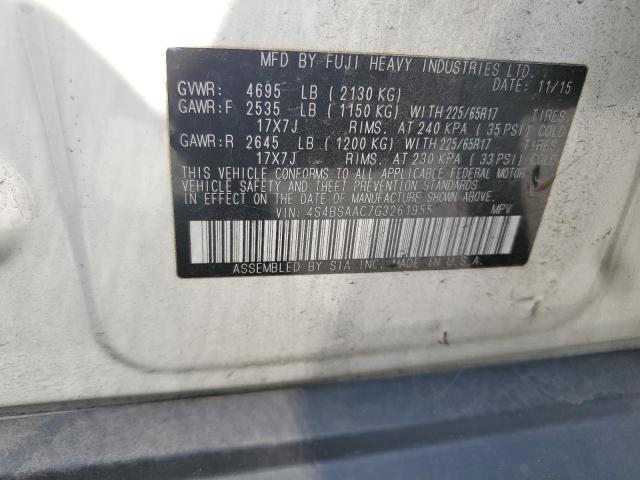 MFD BY FUJI HEAVY INDUSTRIES LTD.
DATE: 11/15
GVWR: 4695 LB (2130 KG)
GAWR:F 2535 LB (1150 KG) WITH 225/65R17 TIRES
17X7J RIMS. AT 240 KPA (35 PSI) COLD
GAWR:R 2645 LB (1200 KG) WITH 225/65R17 TIRES
17X7J RIMS. AT 230 KPA (33 PSI) COLD
THIS VEHICLE CONFORMS TO ALL APPLICABLE FEDERAL MOTOR
VEHICLE SAFETY AND THEFT PREVENTION STANDARDS
IN EFFECT ON THE DATE OF MANUFACTURE SHOWN ABOVE.
VIN: 4S4BSAAC7G3261955 MPV
ASSEMBLED BY SIA INC. MADE IN U.S.A.